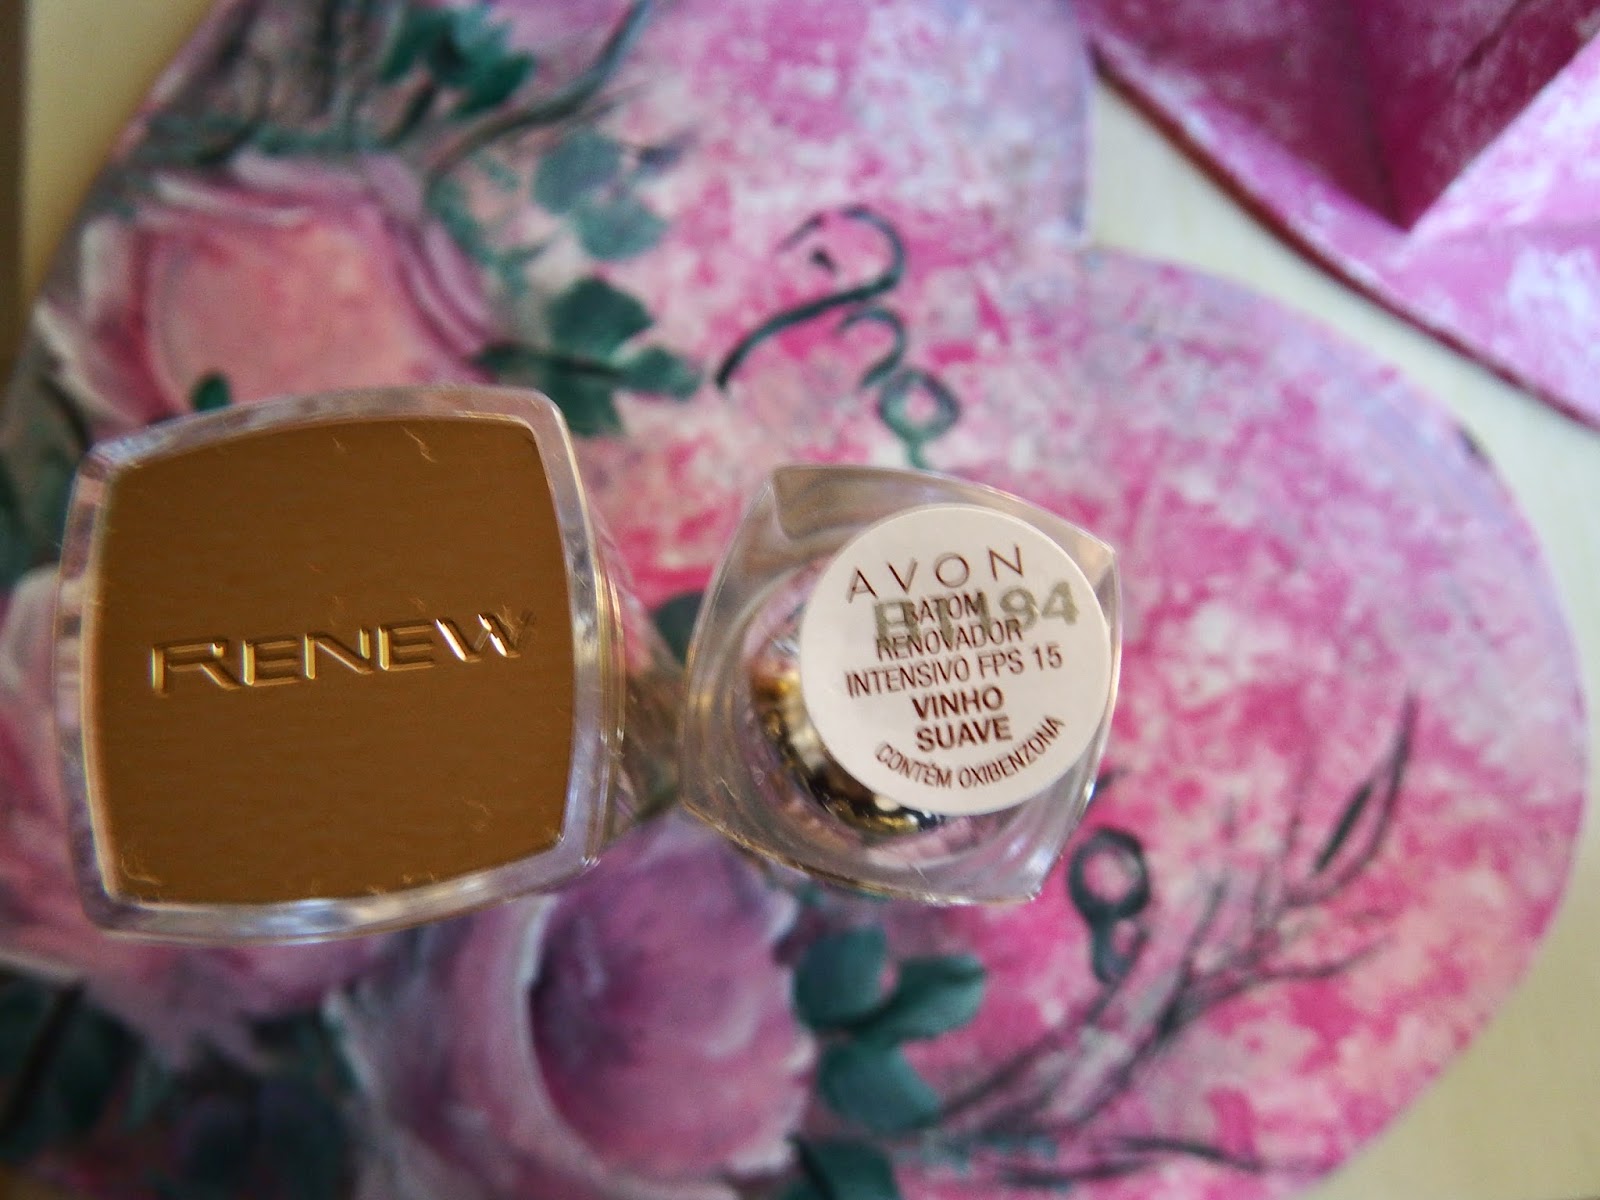 RENEW
AVON
BATOM
RENOVADOR
INTENSIVO FPS 15
VINHO
SUAVE
CONTÉM OXIBENZONA